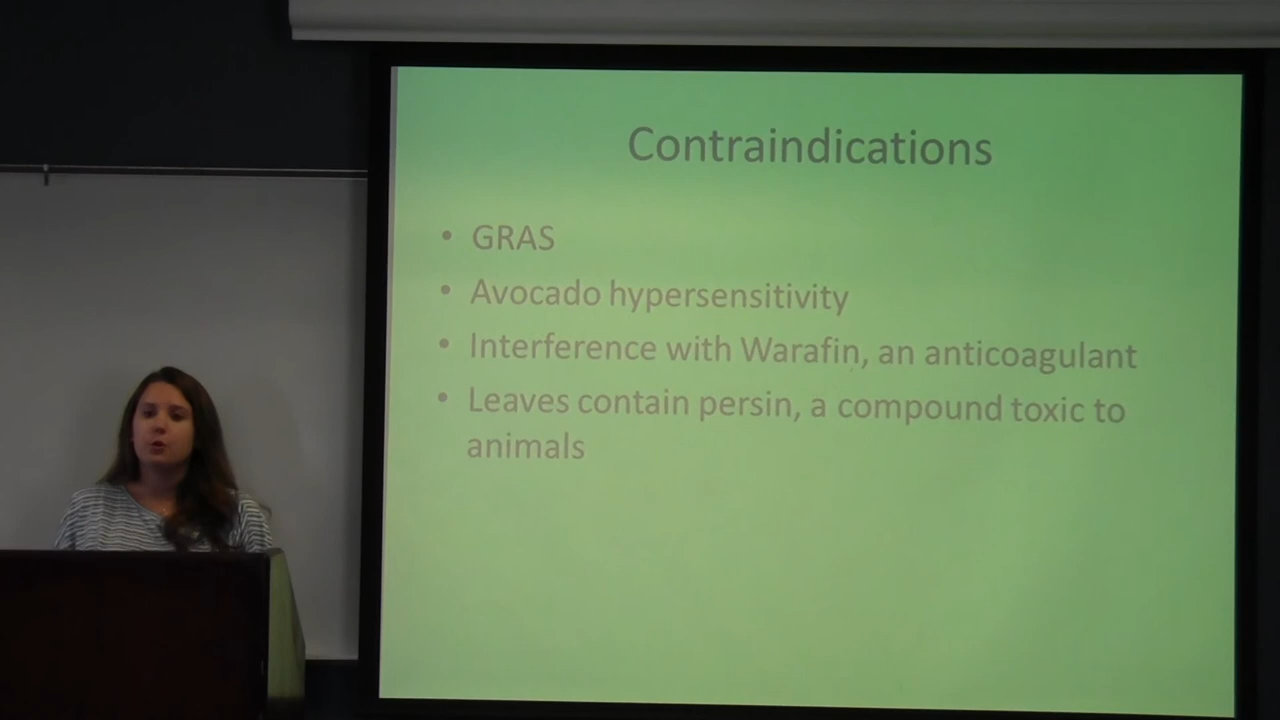 Contraindications
• GRAS
• Avocado hypersensitivity
• Interference with Warafin, an anticoagulant
• Leaves contain persin, a compound toxic to
animals